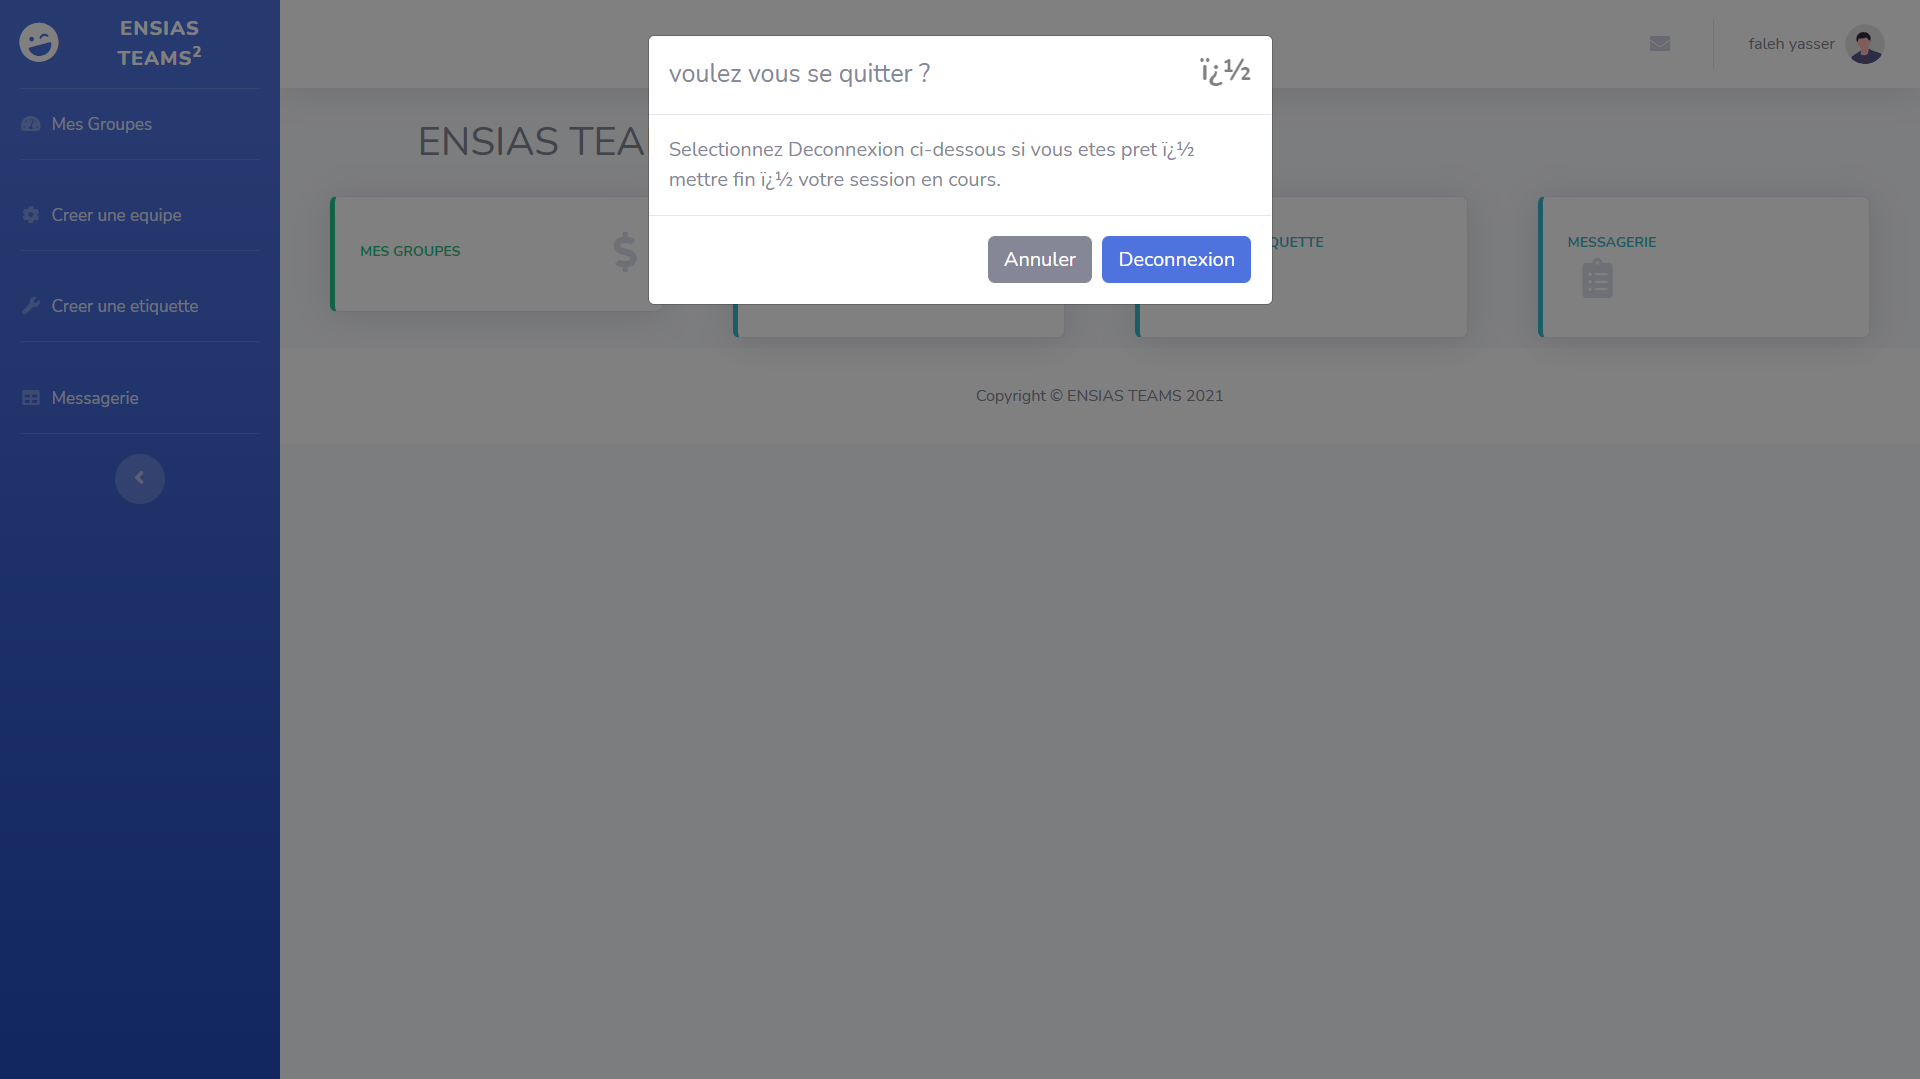 ENSIAS
TEAMS2
Mes Groupes
Creer une equipe
Creer une etiquette
Messagerie
faleh yasser
voulez vous se quitter ?
ï¿½
Selectionnez Deconnexion ci-dessous si vous etes pret ï¿½
mettre fin ï¿½ votre session en cours.
Annuler
Deconnexion
ENSIAS TEA
MES GROUPES
QUETTE
MESSAGERIE
Copyright © ENSIAS TEAMS 2021